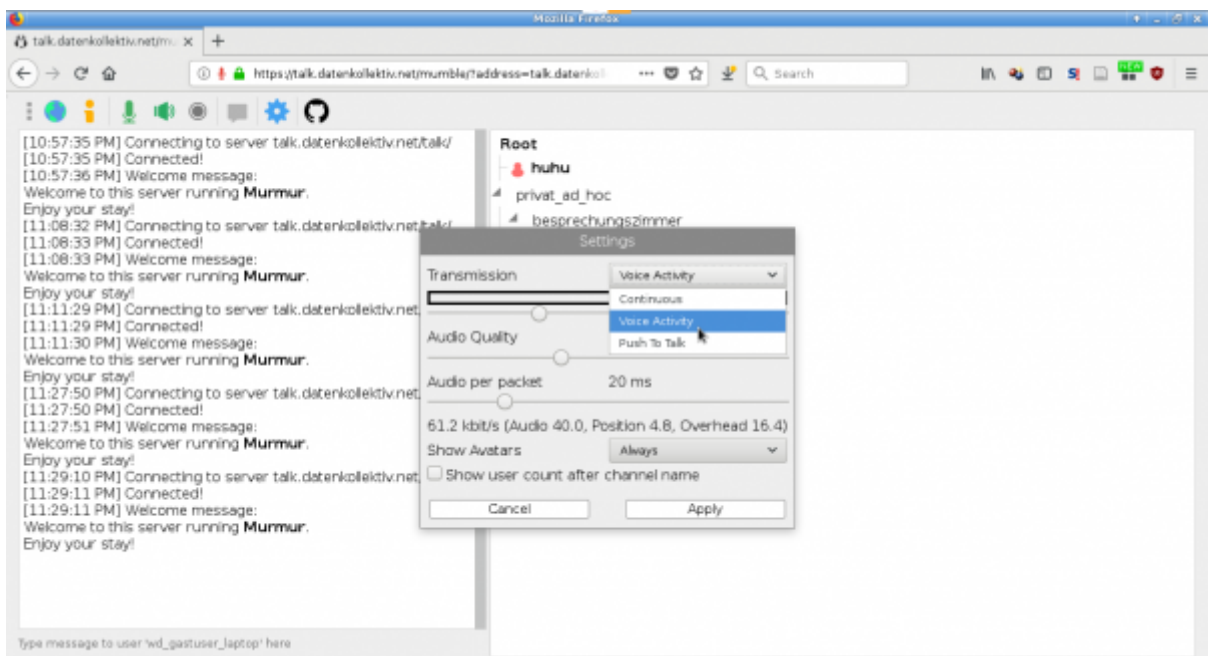 Mozilla Firefox
talk.datenkollektiv.net/m
https://talk.datenkollektiv.net/mumble/?address=talk.datenkol
Search
[10:57:35 PM] Connecting to server talk.datenkollektiv.net/talk/
[10:57:35 PM] Connected!
[10:57:36 PM] Welcome message:
Welcome to this server running Murmur.
Enjoy your stay!
[11:08:32 PM] Connecting to server talk.datenkollektiv.net/talk/
[11:08:33 PM] Connected!
[11:08:33 PM] Welcome message:
Welcome to this server running Murmur.
Enjoy your stay!
[11:11:29 PM] Connecting to server talk.datenkollektiv.net
[11:11:29 PM] Connected!
[11:11:30 PM] Welcome message:
Welcome to this server running Murmur.
Enjoy your stay!
[11:27:50 PM] Connecting to server talk.datenkollektiv.net
[11:27:50 PM] Connected!
[11:27:51 PM] Welcome message:
Welcome to this server running Murmur.
Enjoy your stay!
[11:29:10 PM] Connecting to server talk.datenkollektiv.net
[11:29:11 PM] Connected!
[11:29:11 PM] Welcome message:
Welcome to this server running Murmur.
Enjoy your stay!
Type message to user 'wd_gastuser_laptop' here
Root
huhu
privat_ad_hoc
besprechungszimmer
Settings
Transmission Voice Activity
Continuous
Voice Activity
Push To Talk
Audio Quality
Audio per packet 20 ms
61.2 kbit/s (Audio 40.0, Position 4.8, Overhead 16.4)
Show Avatars Always
Show user count after channel name
Cancel Apply